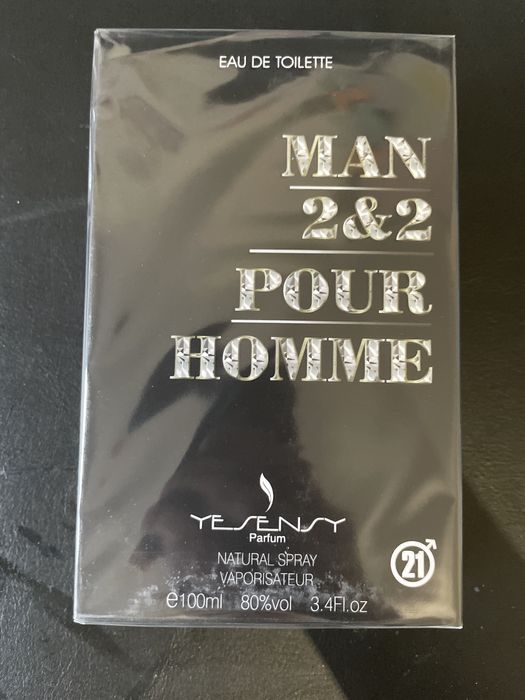 EAU DE TOILETTE
MAN
2&2
POUR
HOMME
YESENSY
Parfum
NATURAL SPRAY
VAPORISATEUR
21
℮100ml 80%vol 3.4Fl.oz